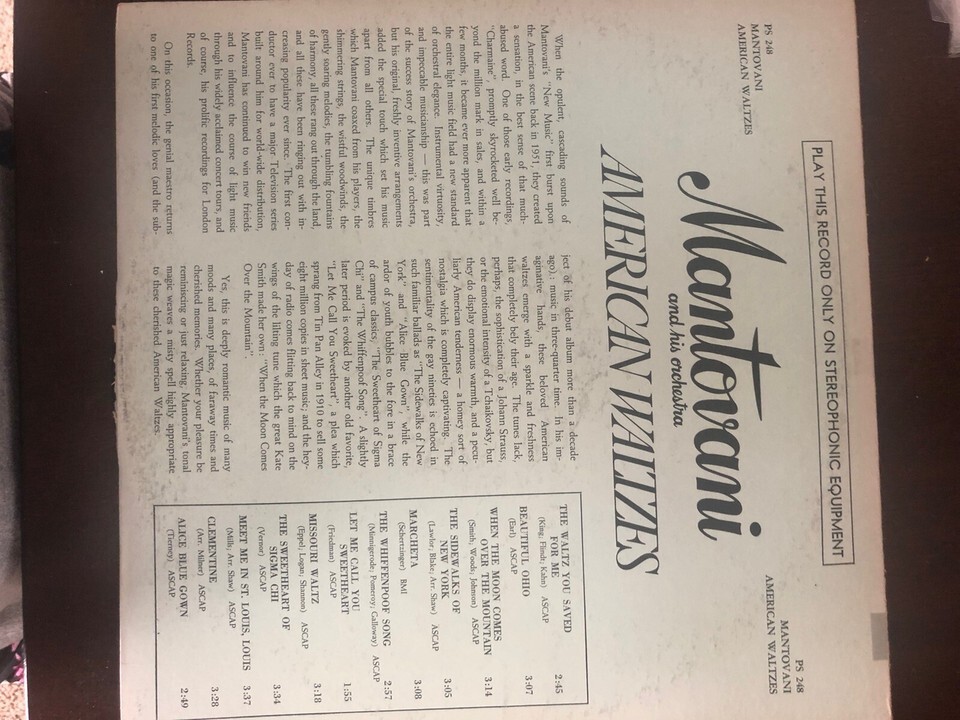 PLAY THIS RECORD ONLY ON STEREOPHONIC EQUIPMENT
PS 248
MANTOVANI
AMERICAN WALTZES
PS 248
MANTOVANI
AMERICAN WALTZES
Mantovani
and his orchestra
AMERICAN WALTZES
When the opulent, cascading sounds of
Mantovani's "New Music" first burst upon
the American scene back in 1951, they created
a sensation, in the best sense of that much-
abused word. One of those early recordings,
"Charmaine" promptly skyrocketed well be-
yond the million mark in sales, and within a
few months, it became ever more apparent that
the entire light music field had a new standard
of orchestral elegance. Instrumental virtuosity,
and impeccable musicianship — this was part
of the success story of Mantovani's orchestra,
but his original, freshly inventive arrangements
added the special touch which set his music
apart from all others. The unique timbres
which Mantovani coaxed from his players, the
shimmering strings, the wistful woodwinds, the
gently soaring melodies, the tumbling fountains
of harmony, all these rang out through the land,
and all these have been ringing out with in-
creasing popularity ever since. The first con-
ductor ever to have a major Television series
built around him for world-wide distribution,
Mantovani has continued to win new friends
and to influence the course of light music
through his widely acclaimed concert tours, and
of course, his prolific recordings for London
Records.
On this occasion, the genial maestro returns
to one of his first melodic loves (and the sub-
ject of his debut album more than a decade
ago).: music in three-quarter time. In his im-
aginative hands, these beloved American
waltzes emerge with a sparkle and freshness
that completely bely their age. The tunes lack,
perhaps, the sophistication of a Johann Strauss,
or the emotional intensity of a Tchaikovsky, but
they do display enormous warmth, and a pecu-
liarly American tenderness — a homey sort of
nostalgia which is completely captivating. The
sentimentality of the gay nineties is echoed in
such familiar ballads as "The Sidewalks of New
York" and "Alice Blue Gown", while the
ardor of youth bubbles to the fore in a brace
of campus classics, "The Sweetheart of Sigma
Chi" and "The Whiffenpoof Song". A slightly
later period is evoked by another old favorite,
"Let Me Call You Sweetheart", a plea which
sprang from Tin Pan Alley in 1910 to sell some
eight million copies in sheet music; and the hey-
day of radio comes flitting back to mind on the
wings of the lilting tune which the great Kate
Smith made her own: "When the Moon Comes
Over the Mountain".
Yes, this is deeply romantic music of many
moods and many places, of faraway times and
cherished memories. Whether your pleasure be
reminiscing or just relaxing, Mantovani's tonal
magic weaves a misty spell highly appropriate
to these cherished American Waltzes.
THE WALTZ YOU SAVED
FOR ME 2:45
(King; Flindt; Kahn) ASCAP
BEAUTIFUL OHIO 3:07
(Earl) ASCAP
WHEN THE MOON COMES
OVER THE MOUNTAIN 3:14
(Smith; Woods; Johnson) ASCAP
THE SIDEWALKS OF
NEW YORK 3:05
(Lawlor; Blake; Arr. Shaw) ASCAP
MARCHETA 3:08
(Schertzinger) BMI
THE WHIFFENPOOF SONG 2:57
(Minnigerode; Pomeroy; Galloway) ASCAP
LET ME CALL YOU
SWEETHEART 1:55
(Friedman) ASCAP
MISSOURI WALTZ 3:18
(Eppel; Logan; Shannon) ASCAP
THE SWEETHEART OF
SIGMA CHI 3:34
(Vernor) ASCAP
MEET ME IN ST. LOUIS, LOUIS 3:37
(Mills; Arr. Shaw) ASCAP
CLEMENTINE 3:28
(Arr. Milner) ASCAP
ALICE BLUE GOWN 2:49
(Tierney) ASCAP